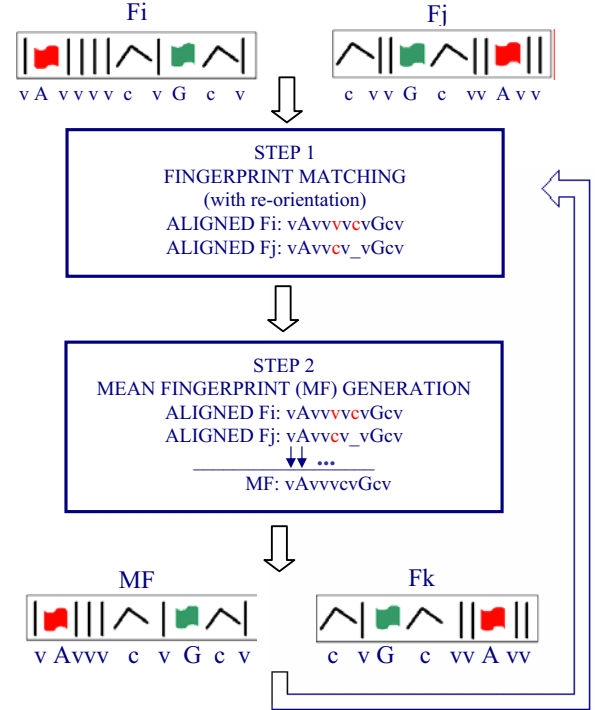 Fi Fj
v A v v v v c v G c v c v v G c vv A v v
STEP 1
FINGERPRINT MATCHING
(with re-orientation)
ALIGNED Fi: vAvvvvcvGcv
ALIGNED Fj: vAvvcv_vGcv
STEP 2
MEAN FINGERPRINT (MF) GENERATION
ALIGNED Fi: vAvvvvcvGcv
ALIGNED Fj: vAvvcv_vGcv
...
MF: vAvvvcvGcv
MF Fk
v Avvv c v G c v c v G c vv A vv